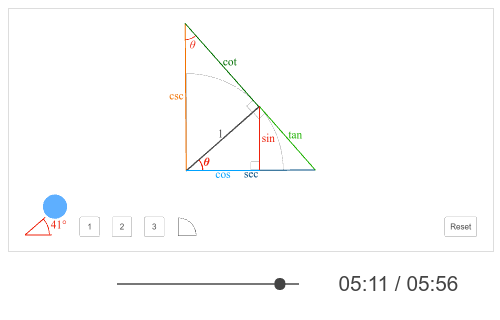 θ
cot
csc
1
sin
tan
θ
cos
sec
41°
1
2
3
Reset
05:11 / 05:56